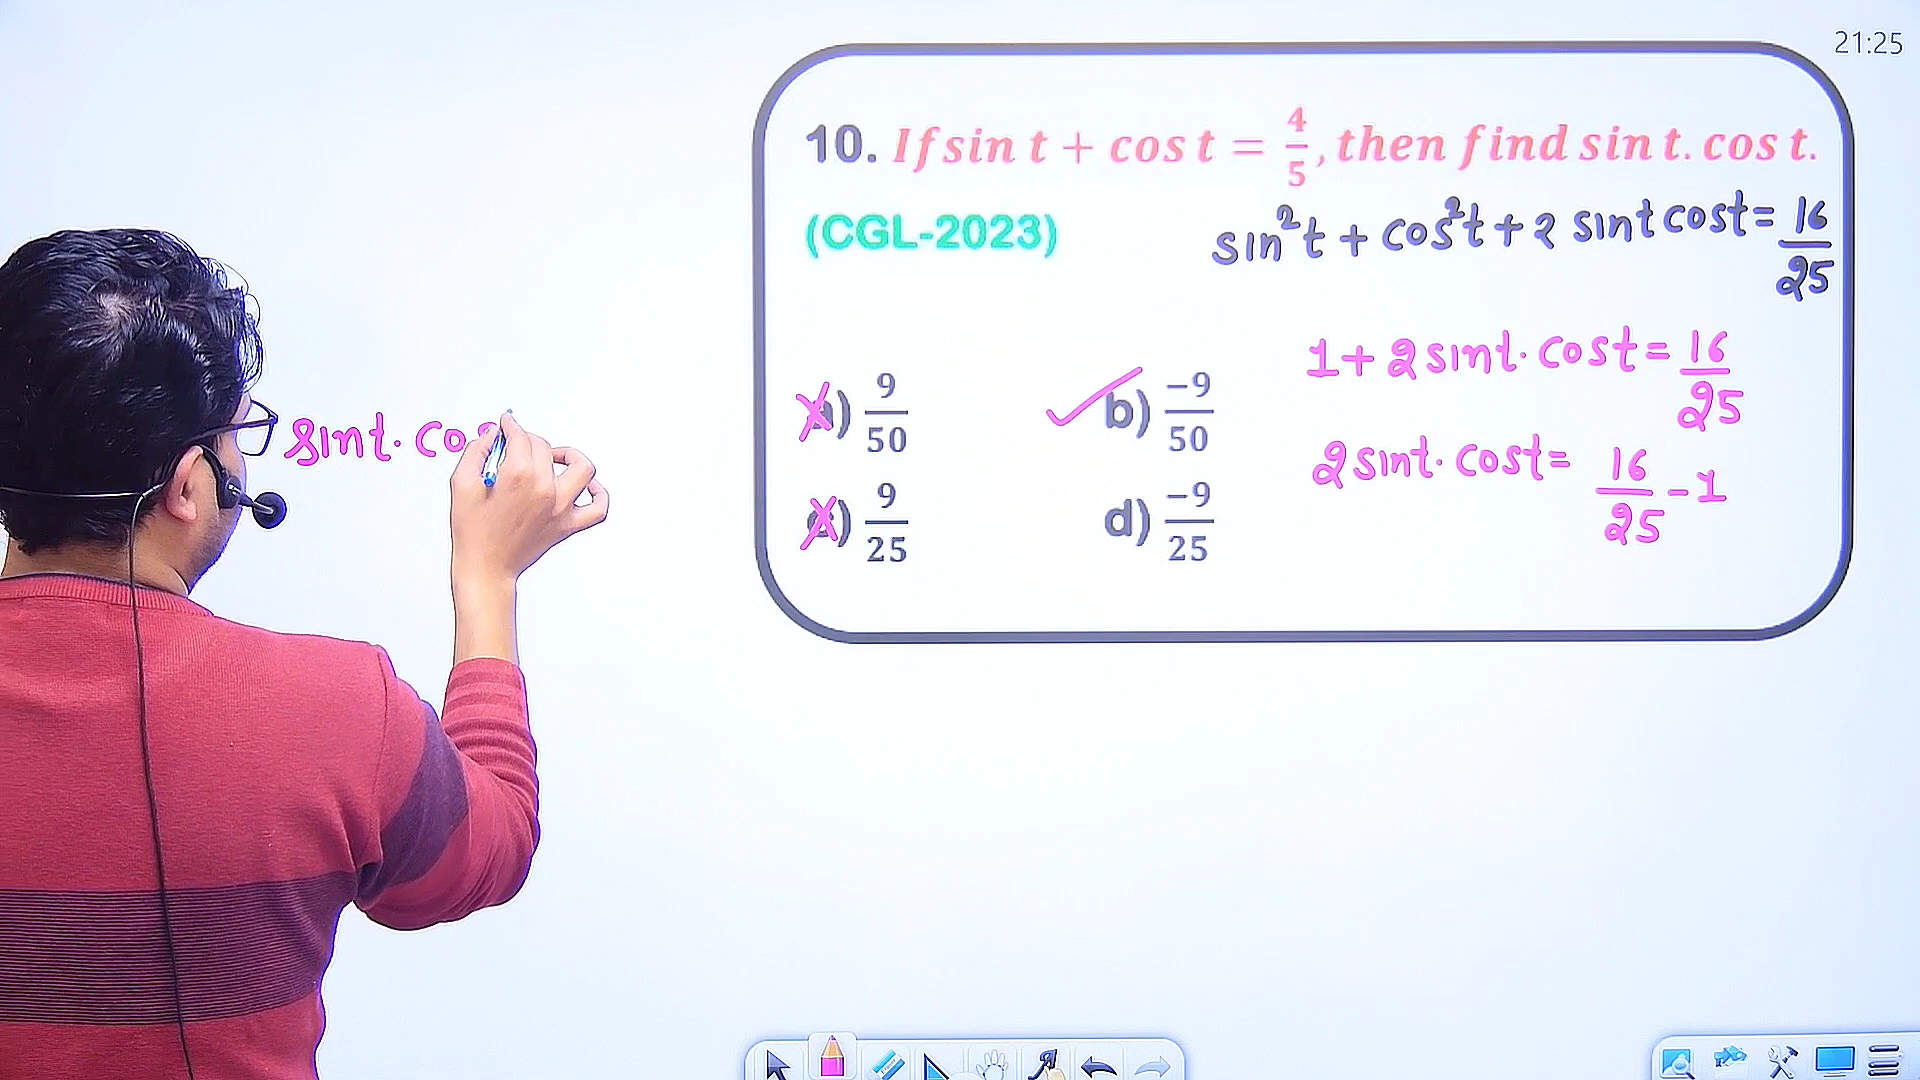 21:25
10. If sin t + cos t = 4/5, then find sin t. cos t.
(CGL-2023)
sin²t + cos²t + 2 sint cost = 16/25
1 + 2 sint. cost = 16/25
a) 9/50 b) -9/50
sint. co
2 sint. cost = 16/25 - 1
c) 9/25 d) -9/25